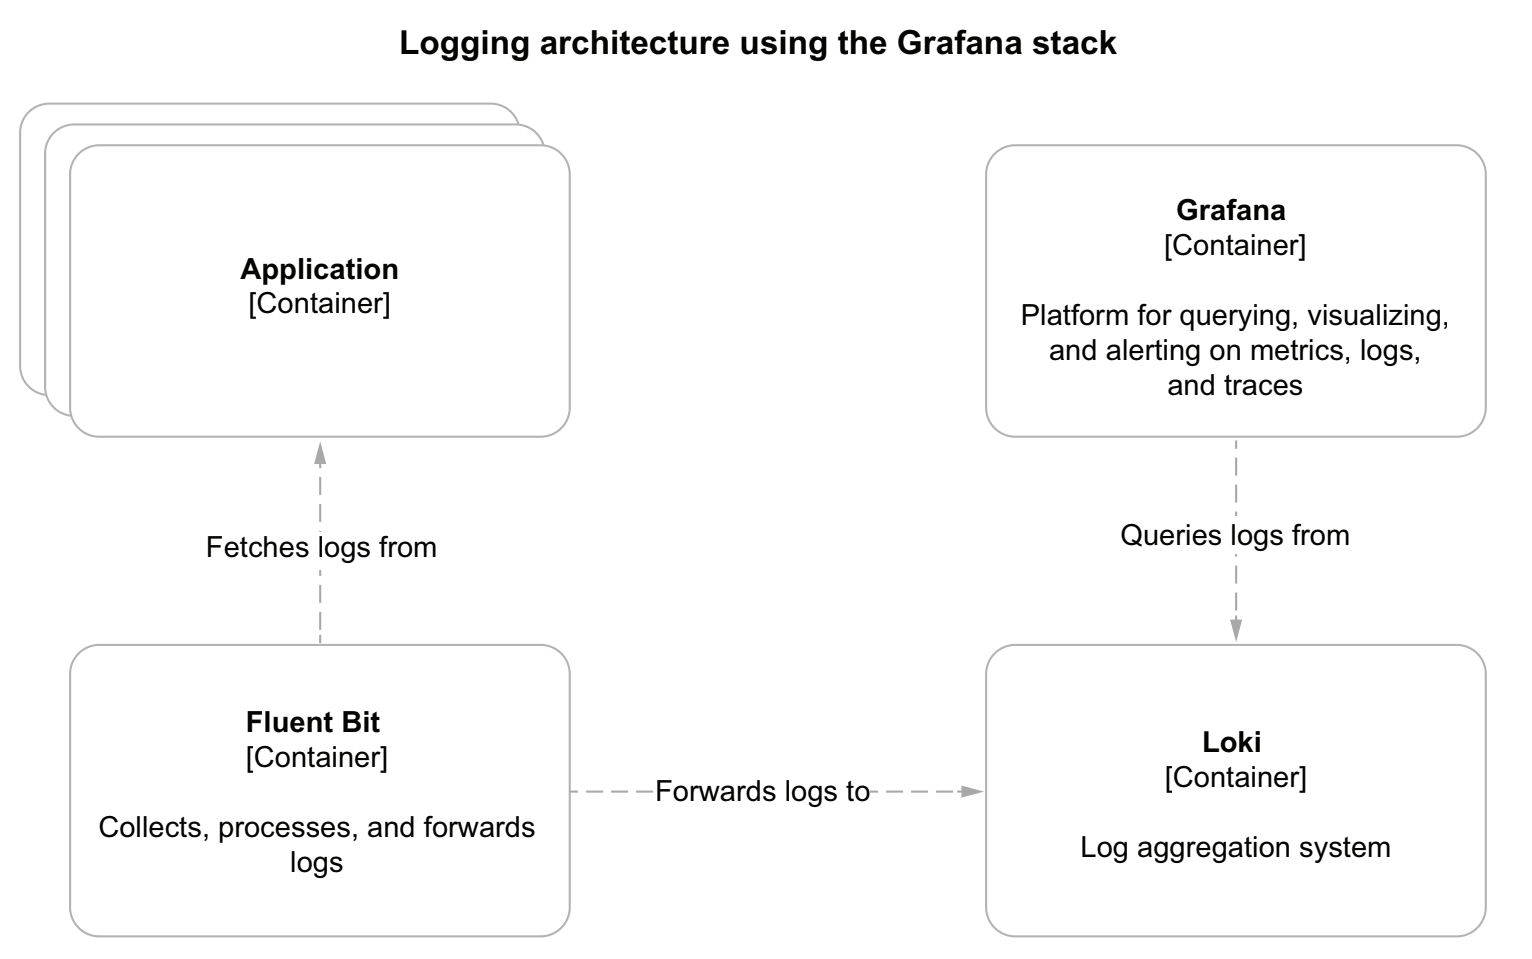 Logging architecture using the Grafana stack
Application
[Container]
Grafana
[Container]
Platform for querying, visualizing,
and alerting on metrics, logs,
and traces
Fetches logs from
Queries logs from
Fluent Bit
[Container]
Collects, processes, and forwards
logs
Forwards logs to
Loki
[Container]
Log aggregation system